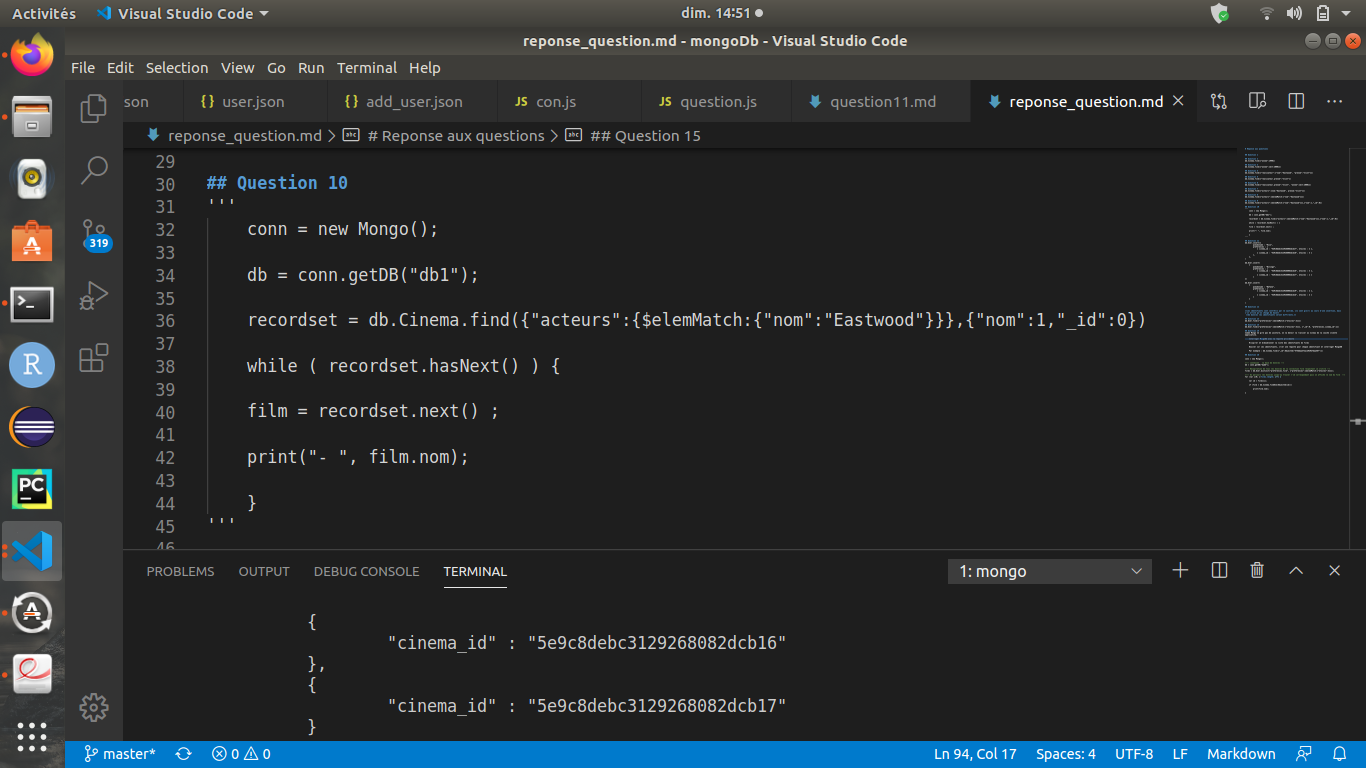 Activités
Visual Studio Code
dim. 14:51
reponse_question.md - mongoDb - Visual Studio Code
File Edit Selection View Go Run Terminal Help
son
{} user.json
{} add_user.json
JS con.js
JS question.js
question11.md
reponse_question.md
reponse_question.md > # Reponse aux questions > ## Question 15
29
30 ## Question 10
31 '''
32 conn = new Mongo();
33
34 db = conn.getDB("db1");
35
36 recordset = db.Cinema.find({"acteurs":{$elemMatch:{"nom":"Eastwood"}}},{"nom":1,"_id":0})
37
38 while ( recordset.hasNext() ) {
39
40 film = recordset.next() ;
41
42 print("- ", film.nom);
43
44 }
45 '''
46
319
PROBLEMS OUTPUT DEBUG CONSOLE TERMINAL
1: mongo
{
"cinema_id" : "5e9c8debc3129268082dcb16"
},
{
"cinema_id" : "5e9c8debc3129268082dcb17"
}
master* 0 0
Ln 94, Col 17 Spaces: 4 UTF-8 LF Markdown